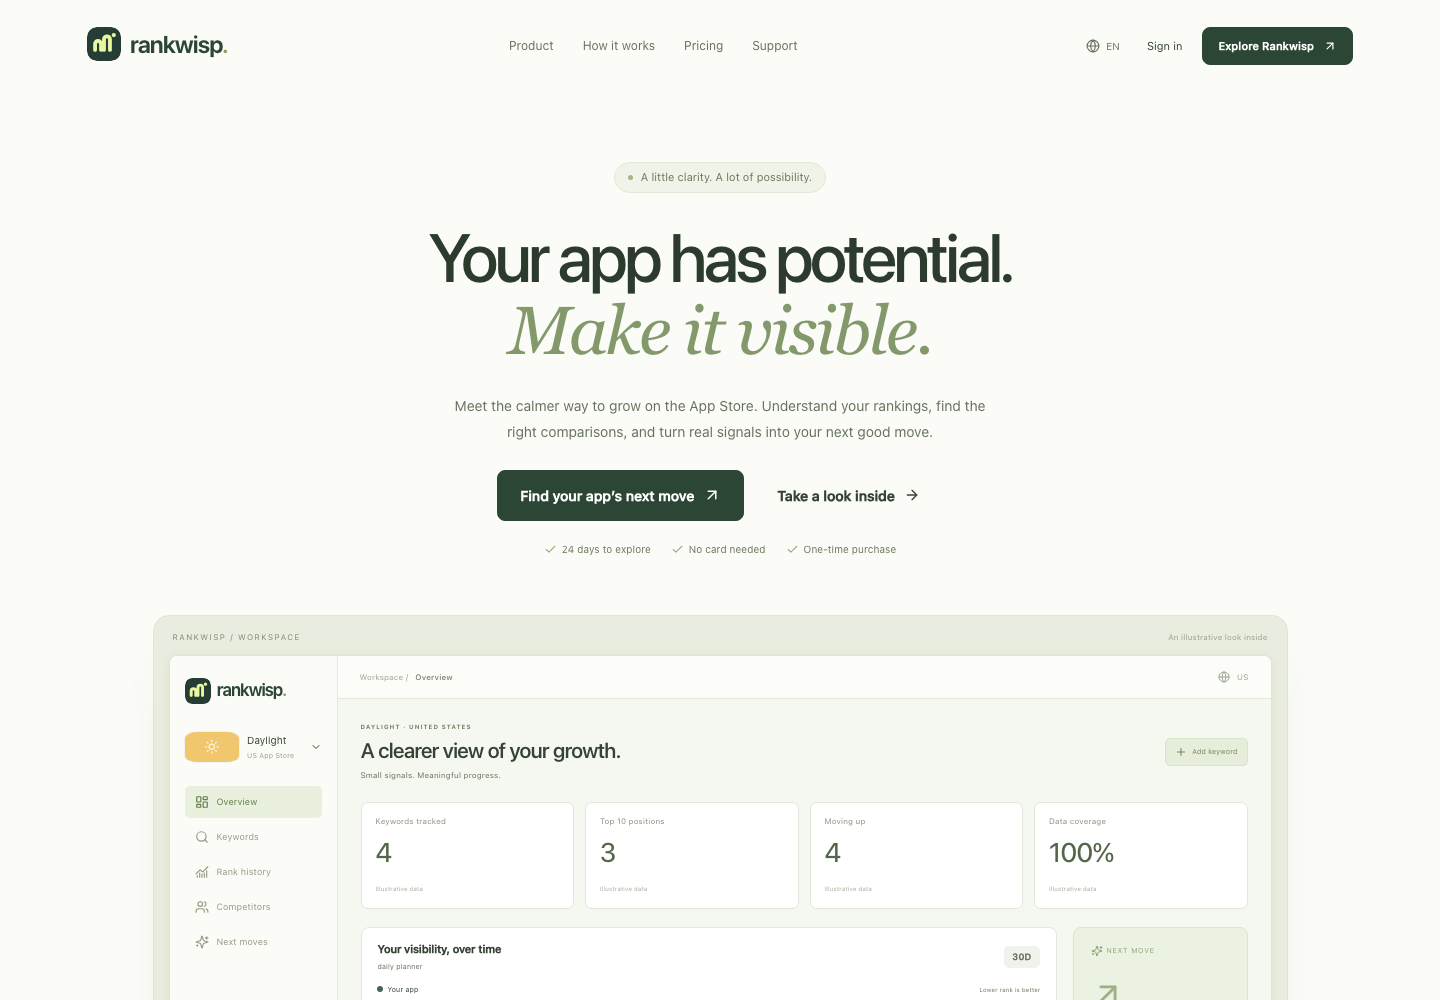 rankwisp.
Product
How it works
Pricing
Support
EN
Sign in
Explore Rankwisp
A little clarity. A lot of possibility.
Your app has potential.
Make it visible.
Meet the calmer way to grow on the App Store. Understand your rankings, find the
right comparisons, and turn real signals into your next good move.
Find your app’s next move
Take a look inside
24 days to explore
No card needed
One-time purchase
RANKWISP / WORKSPACE
An illustrative look inside
rankwisp.
Daylight
US App Store
Overview
Keywords
Rank history
Competitors
Next moves
Workspace / Overview
US
DAYLIGHT · UNITED STATES
A clearer view of your growth.
Small signals. Meaningful progress.
Add keyword
Keywords tracked
4
Illustrative data
Top 10 positions
3
Illustrative data
Moving up
4
Illustrative data
Data coverage
100%
Illustrative data
Your visibility, over time
daily planner
30D
Your app
Lower rank is better
NEXT MOVE